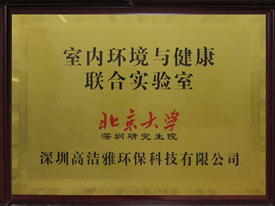 室内环境与健康
联合实验室
北京大学
深圳研究生院
深圳高洁雅环保科技有限公司